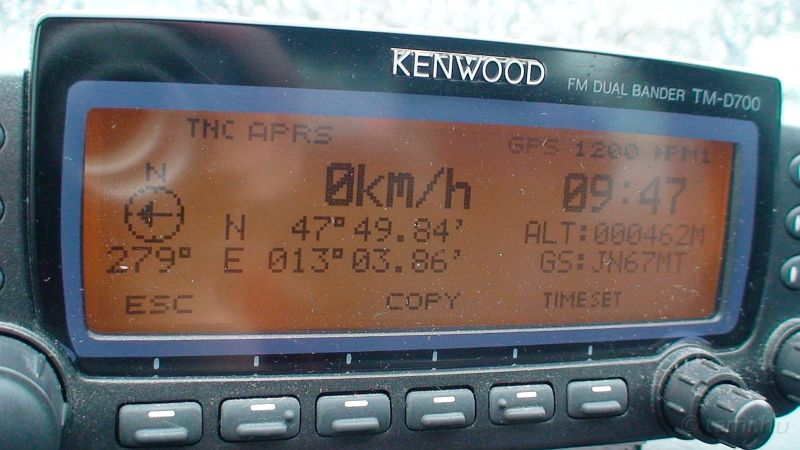 KENWOOD
FM DUAL BANDER TM-D700
TNC APRS
GPS 1200 ▶PM1
N
0km/h 09:47
N 47°49.84' ALT:000462M
279° E 013°03.86' GS:JN67MT
ESC COPY TIMESET